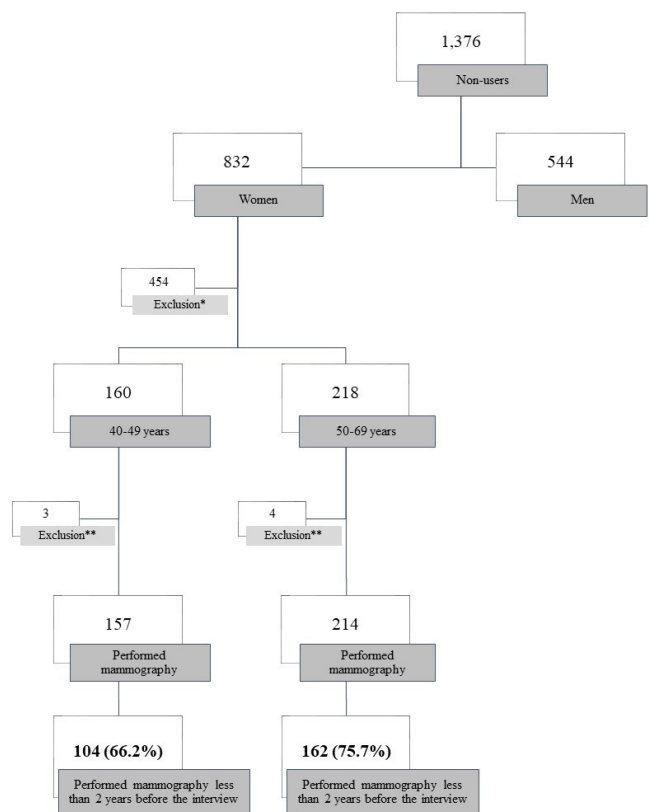 1,376
Non-users
832
Women
544
Men
454
Exclusion*
160
40-49 years
218
50-69 years
3
Exclusion**
4
Exclusion**
157
Performed
mammography
214
Performed
mammography
104 (66.2%)
Performed mammography less
than 2 years before the interview
162 (75.7%)
Performed mammography less
than 2 years before the interview